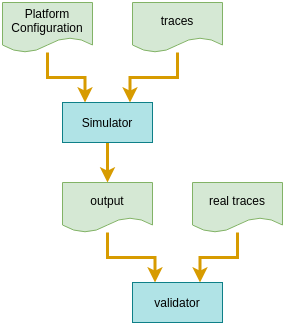 Platform
Configuration
traces
Simulator
output
real traces
validator